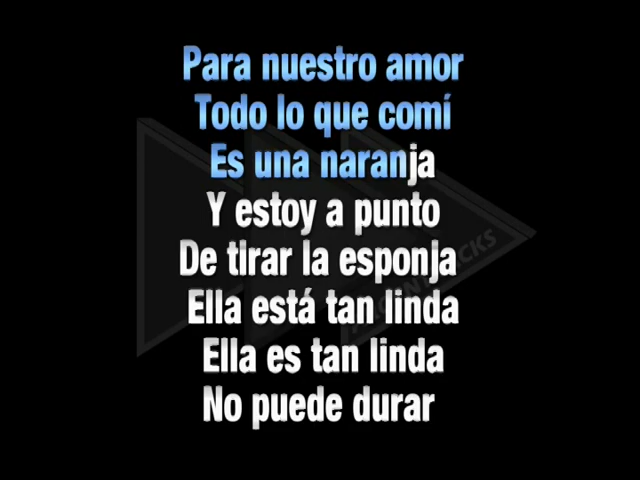 Para nuestro amor
Todo lo que comí
Es una naranja
Y estoy a punto
De tirar la esponja
Ella está tan linda
Ella es tan linda
No puede durar